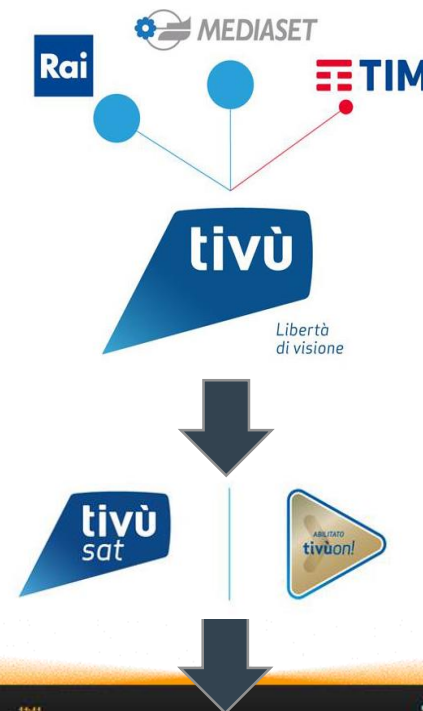 MEDIASET
Rai
TIM
tivù
Libertà
di visione
tivù
sat
ABILITATO
tivùon!